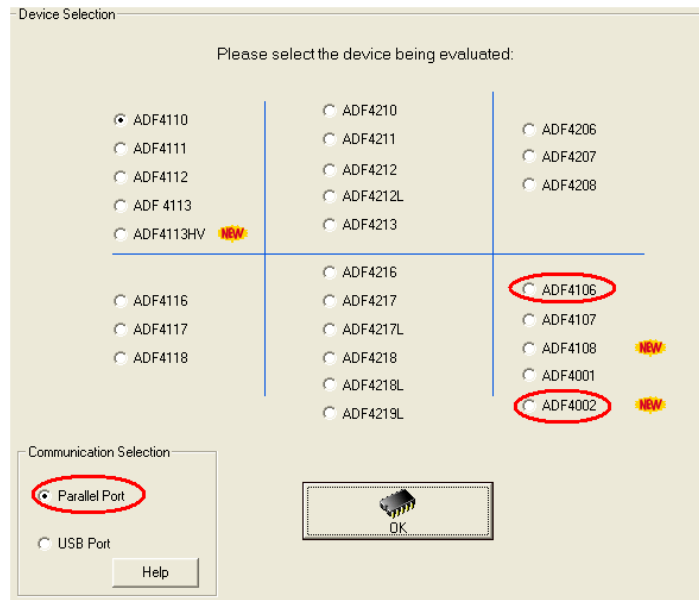 Device Selection
Please select the device being evaluated:
ADF4110
ADF4111
ADF4112
ADF 4113
ADF4113HV NEW
ADF4210
ADF4211
ADF4212
ADF4212L
ADF4213
ADF4206
ADF4207
ADF4208
ADF4116
ADF4117
ADF4118
ADF4216
ADF4217
ADF4217L
ADF4218
ADF4218L
ADF4219L
ADF4106
ADF4107
ADF4108 NEW
ADF4001
ADF4002 NEW
Communication Selection
Parallel Port
USB Port
Help
OK